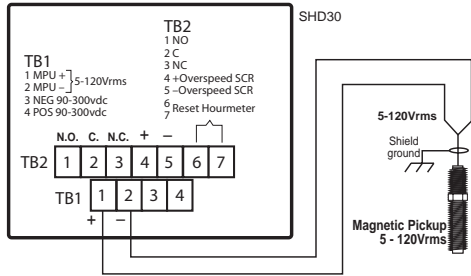 SHD30
TB2
1 NO
2 C
3 NC
4 +Overspeed SCR
5 –Overspeed SCR
6
7 Reset Hourmeter
TB1
1 MPU +
2 MPU –
5-120Vrms
3 NEG 90-300vdc
4 POS 90-300vdc
N.O. C. N.C. + –
TB2 1 2 3 4 5 6 7
TB1 1 2 3 4
+ –
5-120Vrms
Shield
ground
Magnetic Pickup
5 - 120Vrms